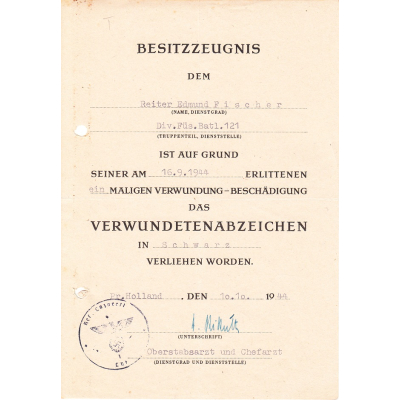 BESITZZEUGNIS
DEM
Reiter Edmund Fischer
(NAME, DIENSTGRAD)
Div.Füs.Batl.121
(TRUPPENTEIL, DIENSTSTELLE)
IST AUF GRUND
SEINER AM 16.9.1944 ERLITTENEN
ein MALIGEN VERWUNDUNG – BESCHÄDIGUNG
DAS
VERWUNDETENABZEICHEN
IN Schwarz
VERLIEHEN WORDEN.
Pr.Holland, DEN 10.10. 1944
(UNTERSCHRIFT)
Oberstabsarzt und Chefarzt
(DIENSTGRAD UND DIENSTSTELLE)